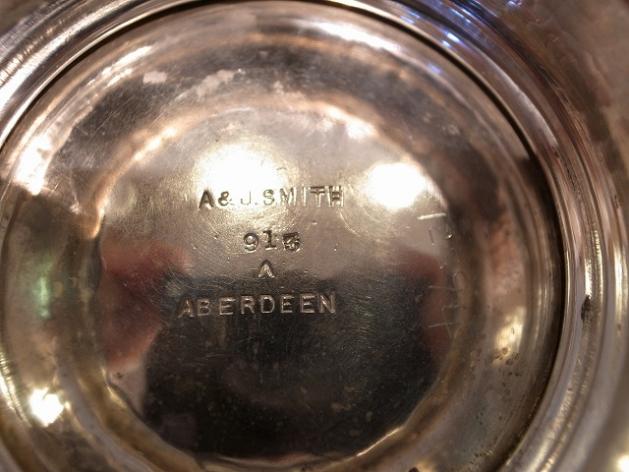 A & J. SMITH
913
^
ABERDEEN